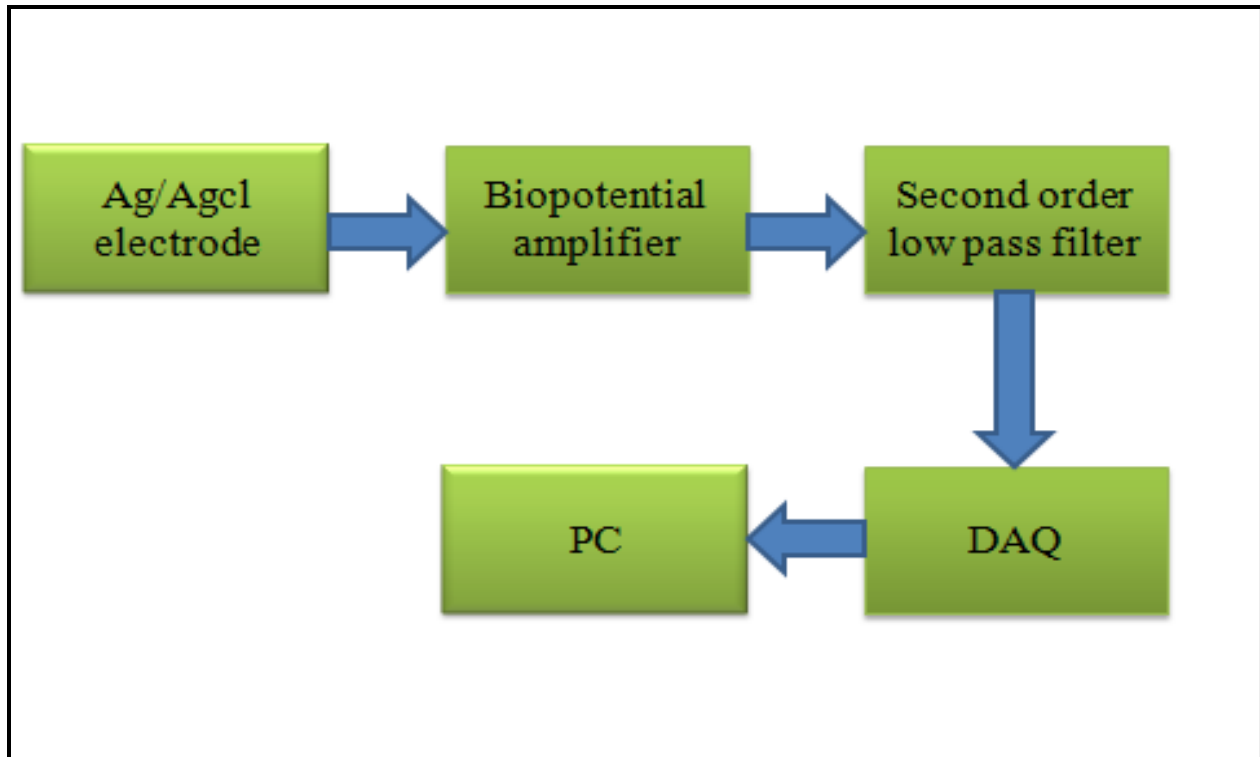 Ag/Agcl
electrode
Biopotential
amplifier
Second order
low pass filter
DAQ
PC